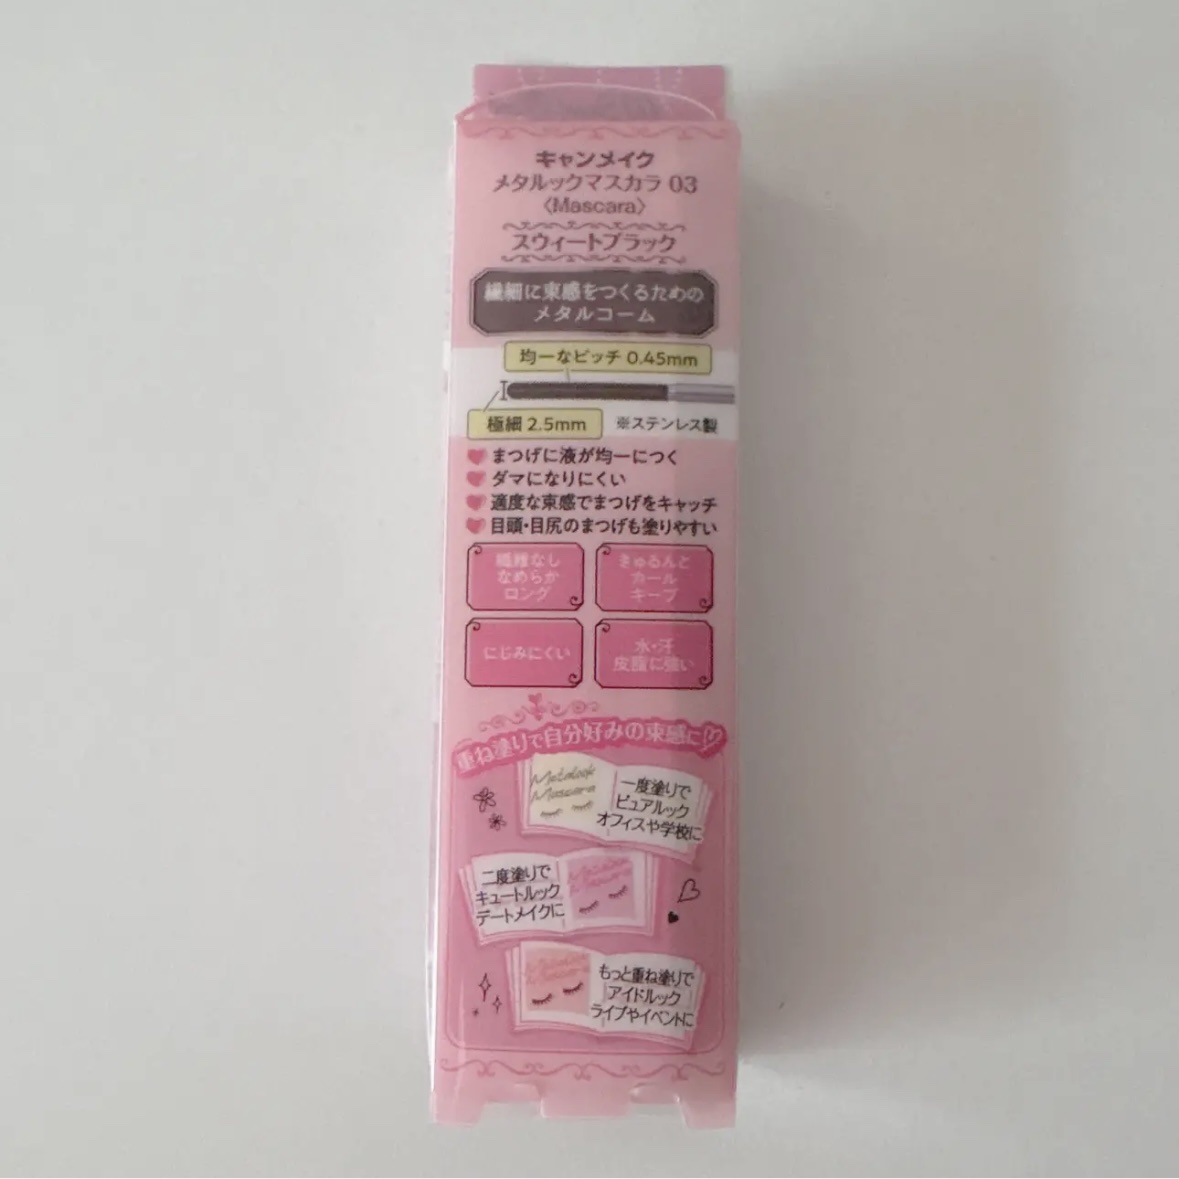 キャンメイク
メタルックマスカラ 03
〈Mascara〉
スウィートブラック
繊細に束感をつくるための
メタルコーム
均一なピッチ 0.45mm
極細 2.5mm
※ステンレス製
まつげに液が均一につく
ダマになりにくい
適度な束感でまつげをキャッチ
目頭・目尻のまつげも塗りやすい
繊維なし
なめらか
ロング
きゅるんと
カール
キープ
にじみにくい
水・汗
皮脂に強い
重ね塗りで自分好みの束感に
Metalook
Mascara
一度塗りで
ピュアルック
オフィスや学校に
二度塗りで
キュートルック
デートメイクに
Metalook
Mascara
Metalook
Mascara
もっと重ね塗りで
アイドルック
ライブやイベントに